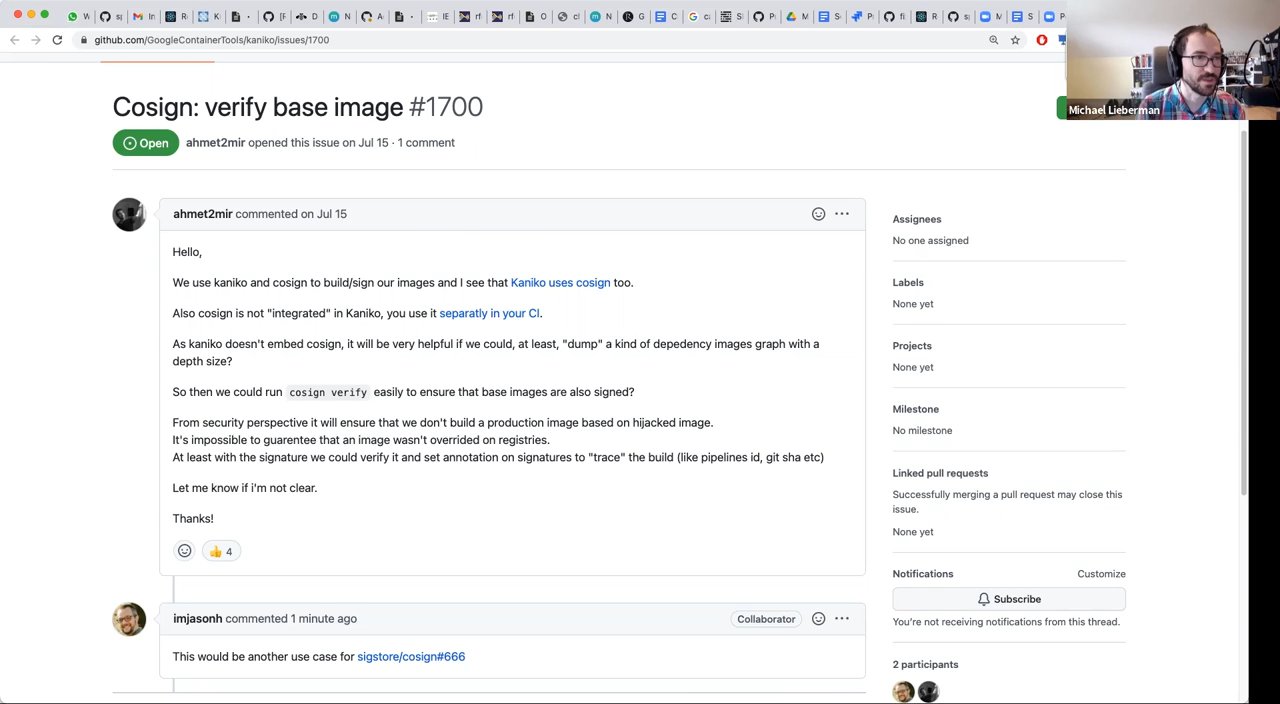 github.com/GoogleContainerTools/kaniko/issues/1700
Michael Lieberman
Cosign: verify base image #1700
Open ahmet2mir opened this issue on Jul 15 · 1 comment
ahmet2mir commented on Jul 15
Hello,
We use kaniko and cosign to build/sign our images and I see that Kaniko uses cosign too.
Also cosign is not "integrated" in Kaniko, you use it separatly in your CI.
As kaniko doesn't embed cosign, it will be very helpful if we could, at least, "dump" a kind of depedency images graph with a
depth size?
So then we could run cosign verify easily to ensure that base images are also signed?
From security perspective it will ensure that we don't build a production image based on hijacked image.
It's impossible to guarentee that an image wasn't overrided on registries.
At least with the signature we could verify it and set annotation on signatures to "trace" the build (like pipelines id, git sha etc)
Let me know if i'm not clear.
Thanks!
👍 4
imjasonh commented 1 minute ago Collaborator
This would be another use case for sigstore/cosign#666
Assignees
No one assigned
Labels
None yet
Projects
None yet
Milestone
No milestone
Linked pull requests
Successfully merging a pull request may close this
issue.
None yet
Notifications Customize
Subscribe
You're not receiving notifications from this thread.
2 participants